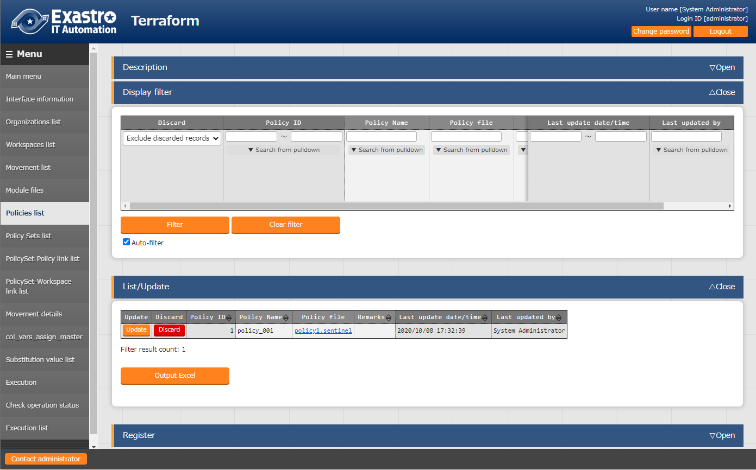 Exastro
IT Automation
Terraform
User name [System Administrator]
Login ID [administrator]
Change password
Logout
☰ Menu
Main menu
Interface information
Organizations list
Workspaces list
Movement list
Module files
Policies list
Policy Sets list
PolicySet-Policy link list
PolicySet-Workspace
link list
Movement details
col_vars_assign_master
Substitution value list
Execution
Check operation status
Execution list
Contact administrator
Description
▽Open
Display filter
△Close
Discard
Policy ID
Policy Name
Policy file
Last update date/time
Last updated by
Exclude discarded records
~
~
▼ Search from pulldown
▼ Search from pulldown
▼ Search from pulldown
▼
▼ Search from pulldown
Filter
Clear filter
Auto-filter
List/Update
△Close
Update
Discard
Policy ID
Policy Name
Policy file
Remarks
Last update date/time
Last updated by
Update
Discard
1
policy_001
policy1.sentinel
2020/10/08 17:32:39
System Administrator
Filter result count: 1
Output Excel
Register
▽Open